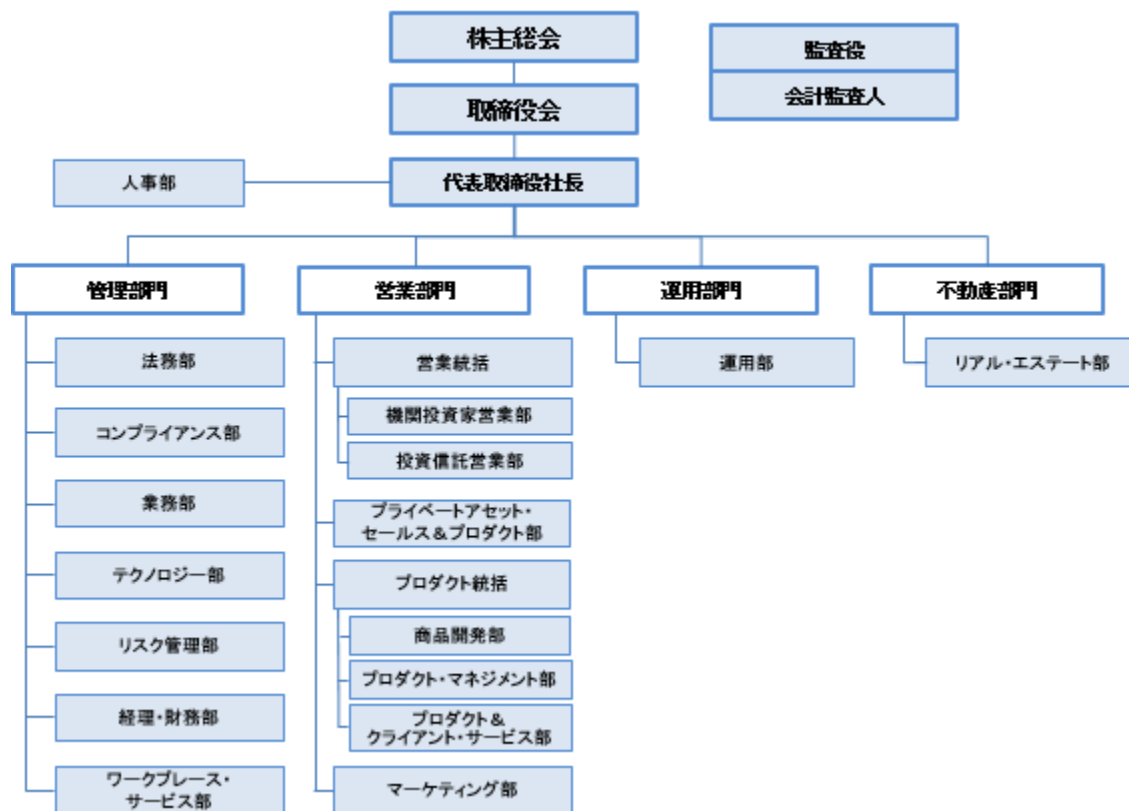 株主総会
監査役
会計監査人
取締役会
代表取締役社長
人事部
管理部門
営業部門
運用部門
不動産部門
法務部
コンプライアンス部
業務部
テクノロジー部
リスク管理部
経理・財務部
ワークプレース・
サービス部
営業統括
機関投資家営業部
投資信託営業部
プライベートアセット・
セールス&プロダクト部
プロダクト統括
商品開発部
プロダクト・マネジメント部
プロダクト&
クライアント・サービス部
マーケティング部
運用部
リアル・エステート部